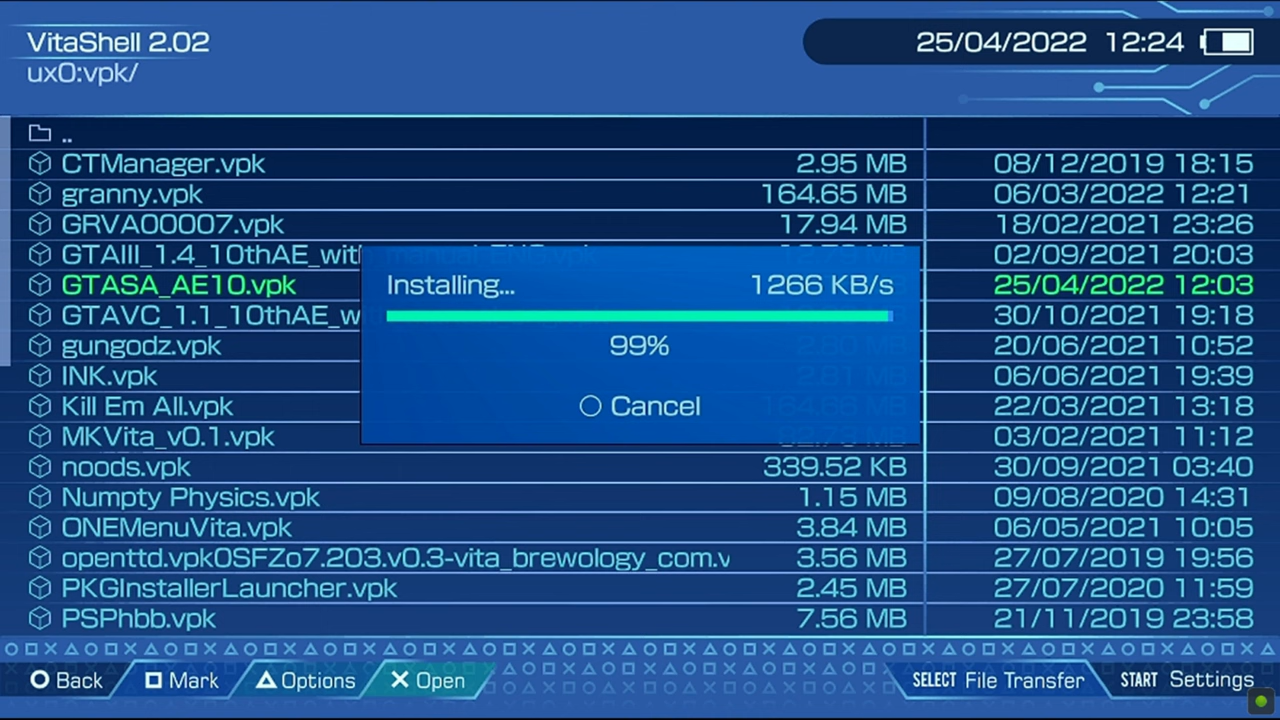 VitaShell 2.02
25/04/2022 12:24
ux0:vpk/
..
CTManager.vpk 2.95 MB 08/12/2019 18:15
granny.vpk 164.65 MB 06/03/2022 12:21
GRVA00007.vpk 17.94 MB 18/02/2021 23:26
GTAIII_1.4_10thAE_with manual ENG.vpk 02/09/2021 20:03
GTASA_AE10.vpk 25/04/2022 12:03
GTAVC_1.1_10thAE_w 30/10/2021 19:18
gungodz.vpk 20/06/2021 10:52
INK.vpk 2.81 MB 06/06/2021 19:39
Kill Em All.vpk 22/03/2021 13:18
MKVita_v0.1.vpk 03/02/2021 11:12
noods.vpk 339.52 KB 30/09/2021 03:40
Numpty Physics.vpk 1.15 MB 09/08/2020 14:31
ONEMenuVita.vpk 3.84 MB 06/05/2021 10:05
openttd.vpk0SFZo7.203.v0.3-vita_brewology_com.v 3.56 MB 27/07/2019 19:56
PKGInstallerLauncher.vpk 2.45 MB 27/07/2020 11:59
PSPhbb.vpk 7.56 MB 21/11/2019 23:58
Installing... 1266 KB/s
99%
Cancel
Back Mark Options Open SELECT File Transfer START Settings